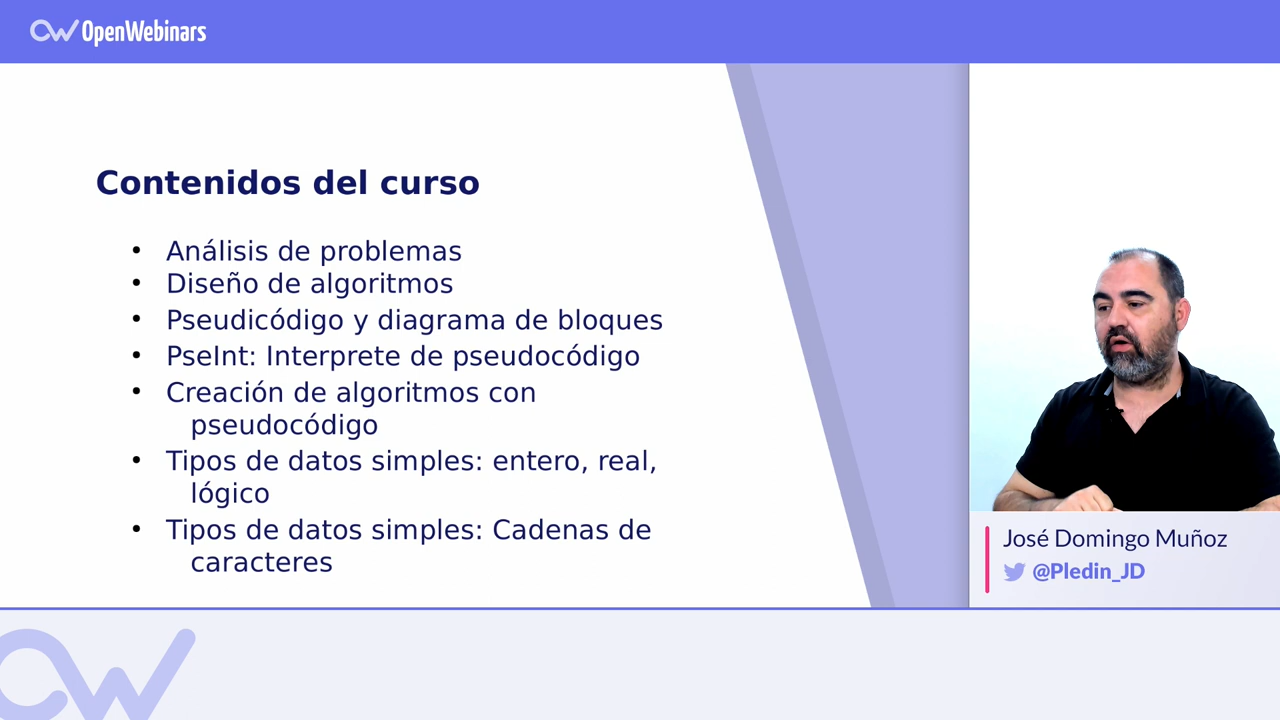 OpenWebinars
Contenidos del curso
• Análisis de problemas
• Diseño de algoritmos
• Pseudicódigo y diagrama de bloques
• PseInt: Interprete de pseudocódigo
• Creación de algoritmos con
pseudocódigo
• Tipos de datos simples: entero, real,
lógico
• Tipos de datos simples: Cadenas de
caracteres
José Domingo Muñoz
@Pledin_JD